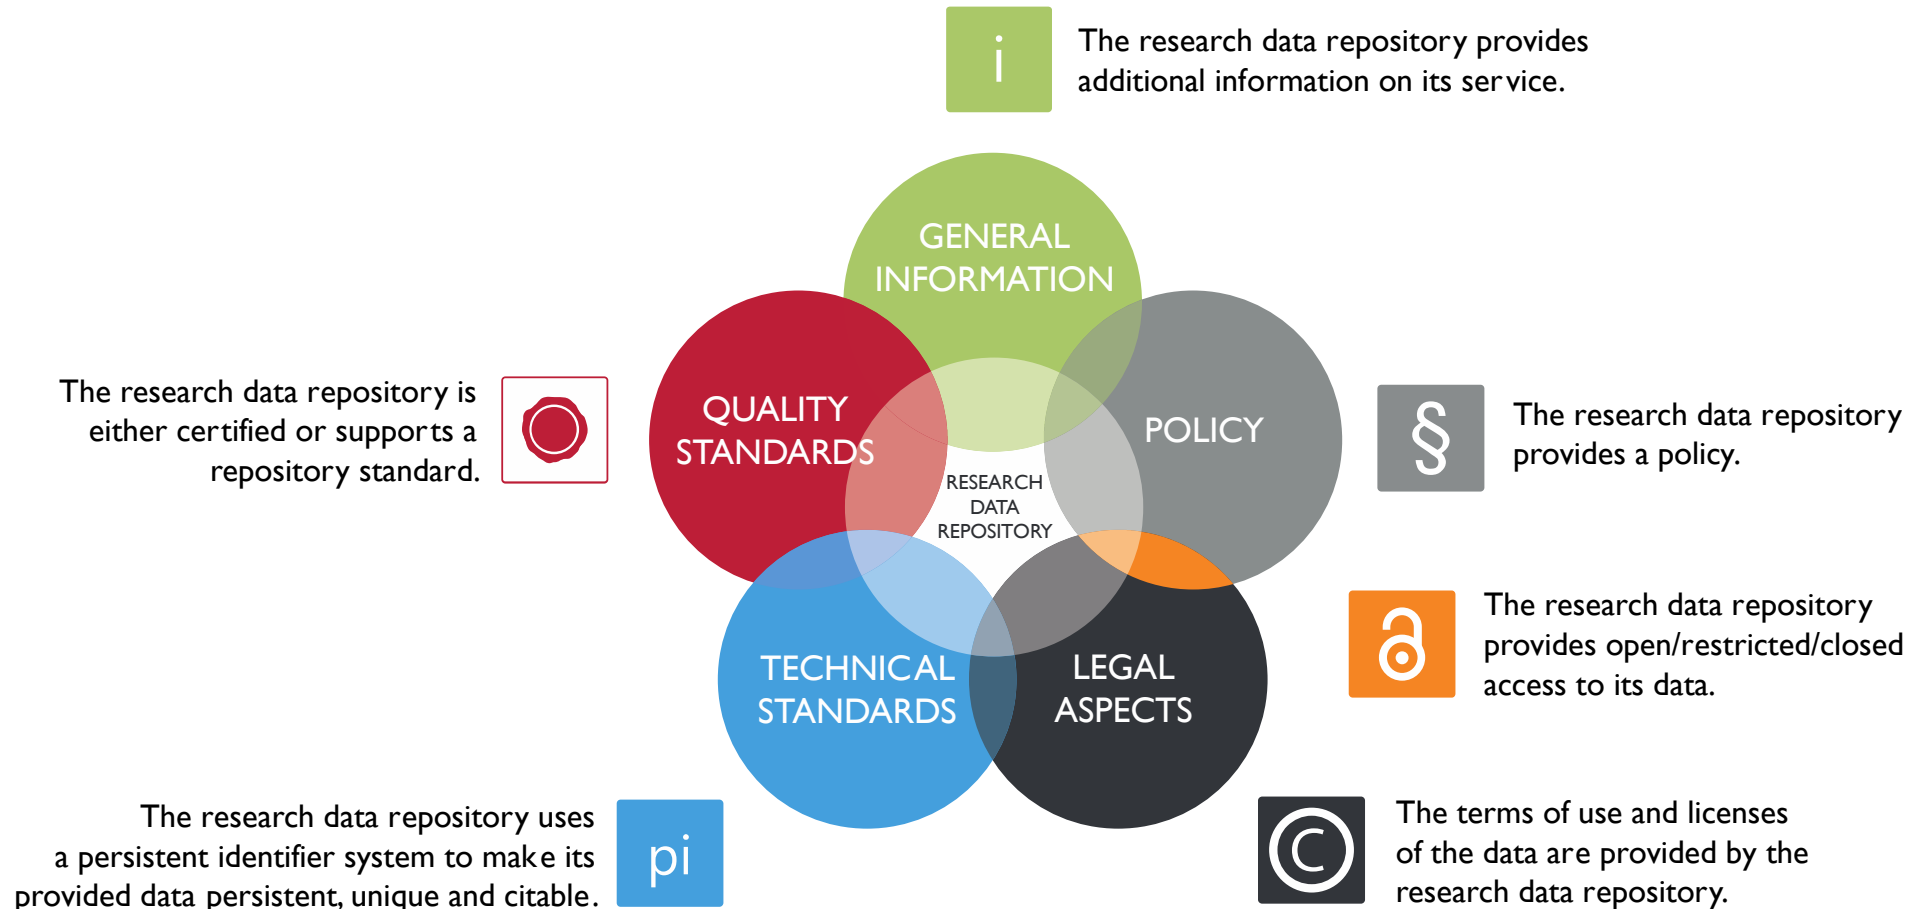 i
The research data repository provides
additional information on its service.
GENERAL
INFORMATION
QUALITY
STANDARDS
POLICY
RESEARCH
DATA
REPOSITORY
TECHNICAL
STANDARDS
LEGAL
ASPECTS
The research data repository is
either certified or supports a
repository standard.
§
The research data repository
provides a policy.
The research data repository
provides open/restricted/closed
access to its data.
The research data repository uses
a persistent identifier system to make its
provided data persistent, unique and citable.
pi
©
The terms of use and licenses
of the data are provided by the
research data repository.